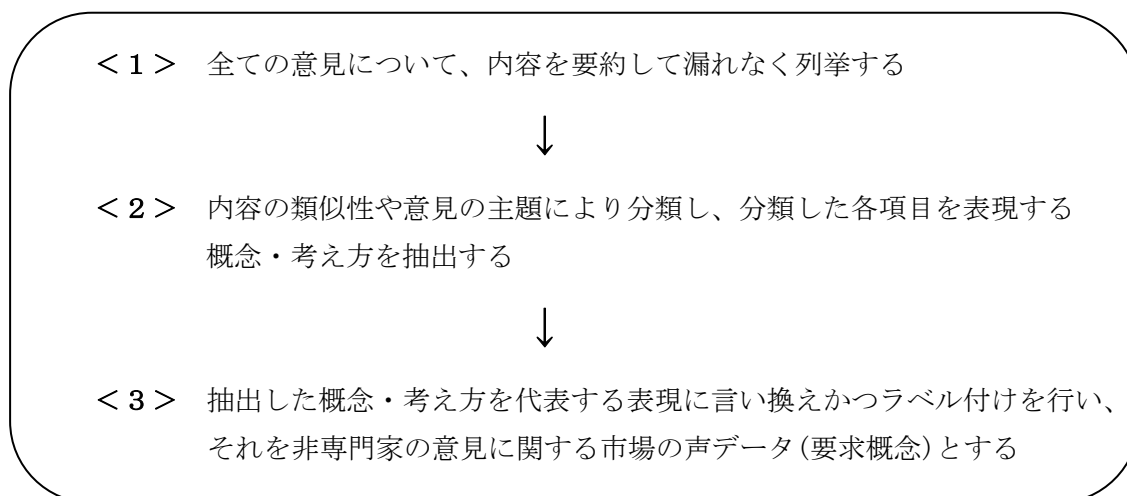 ＜１＞ 全ての意見について、内容を要約して漏れなく列挙する
↓
＜２＞ 内容の類似性や意見の主題により分類し、分類した各項目を表現する
概念・考え方を抽出する
↓
＜３＞ 抽出した概念・考え方を代表する表現に言い換えかつラベル付けを行い、
それを非専門家の意見に関する市場の声データ(要求概念)とする